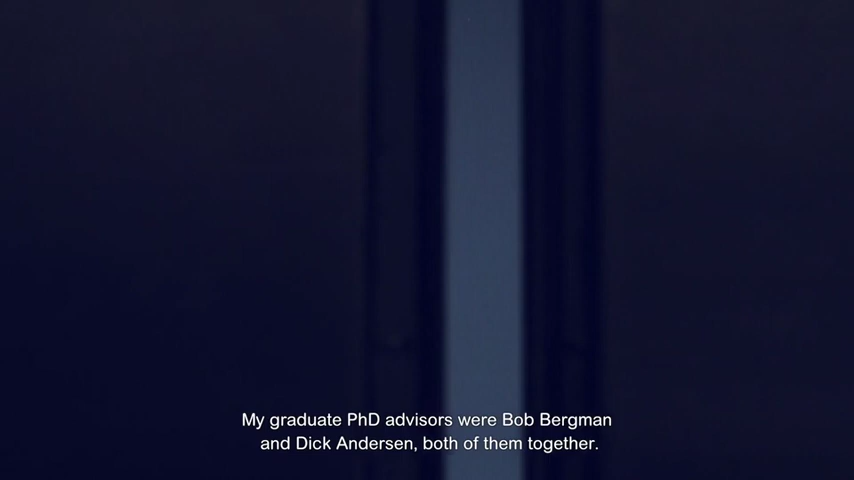 My graduate PhD advisors were Bob Bergman
and Dick Andersen, both of them together.